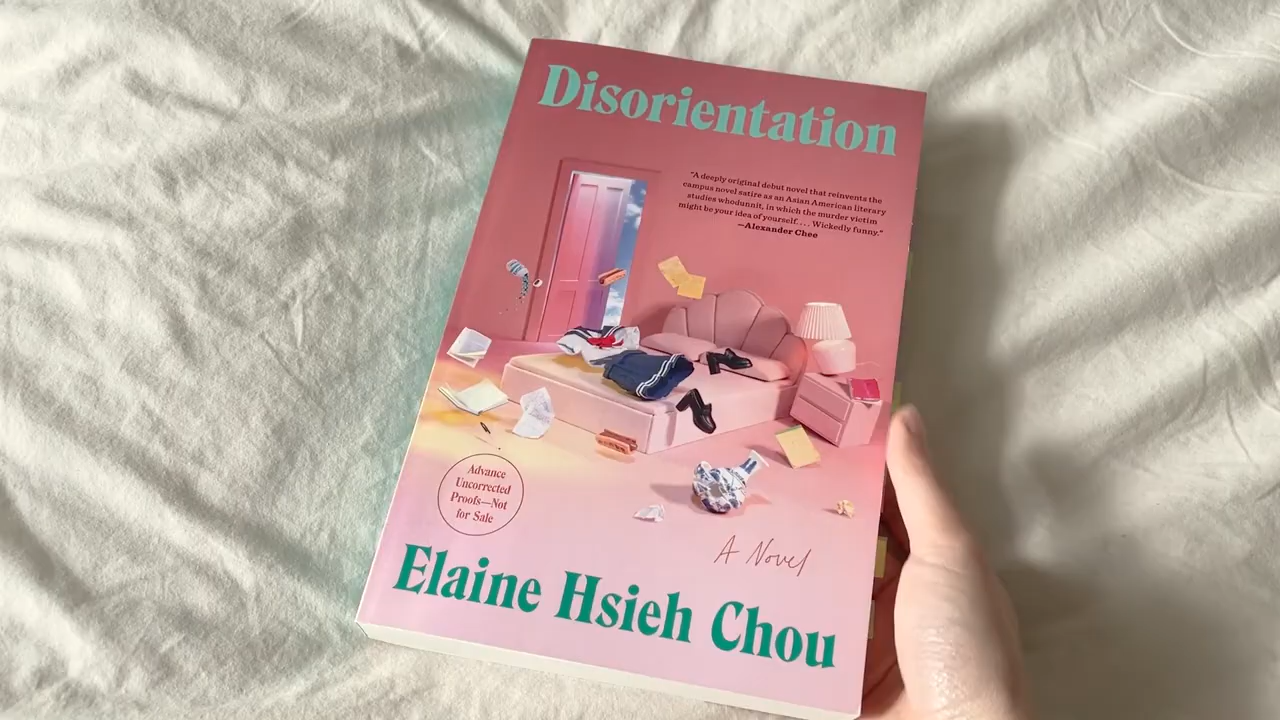 Disorientation
"A deeply original debut novel that reinvents the
campus novel satire as an Asian American literary
studies whodunnit, in which the murder victim
might be your idea of yourself. . . . Wickedly funny."
—Alexander Chee
Advance
Uncorrected
Proofs—Not
for Sale
A Novel
Elaine Hsieh Chou